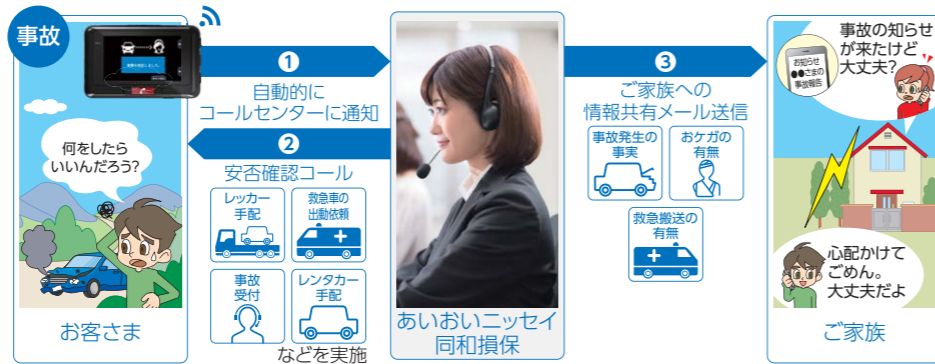 事故
何をしたら
いいんだろう?
お客さま
1
自動的に
コールセンターに通知
2
安否確認コール
レッカー
手配
救急車の
出動依頼
事故
受付
レンタカー
手配
などを実施
あいおいニッセイ
同和損保
3
ご家族への
情報共有メール送信
事故発生の
事実
おケガの
有無
救急搬送の
有無
事故の知らせ
が来たけど
大丈夫?
お知らせ
●●さまの
事故報告
心配かけて
ごめん。
大丈夫だよ
ご家族